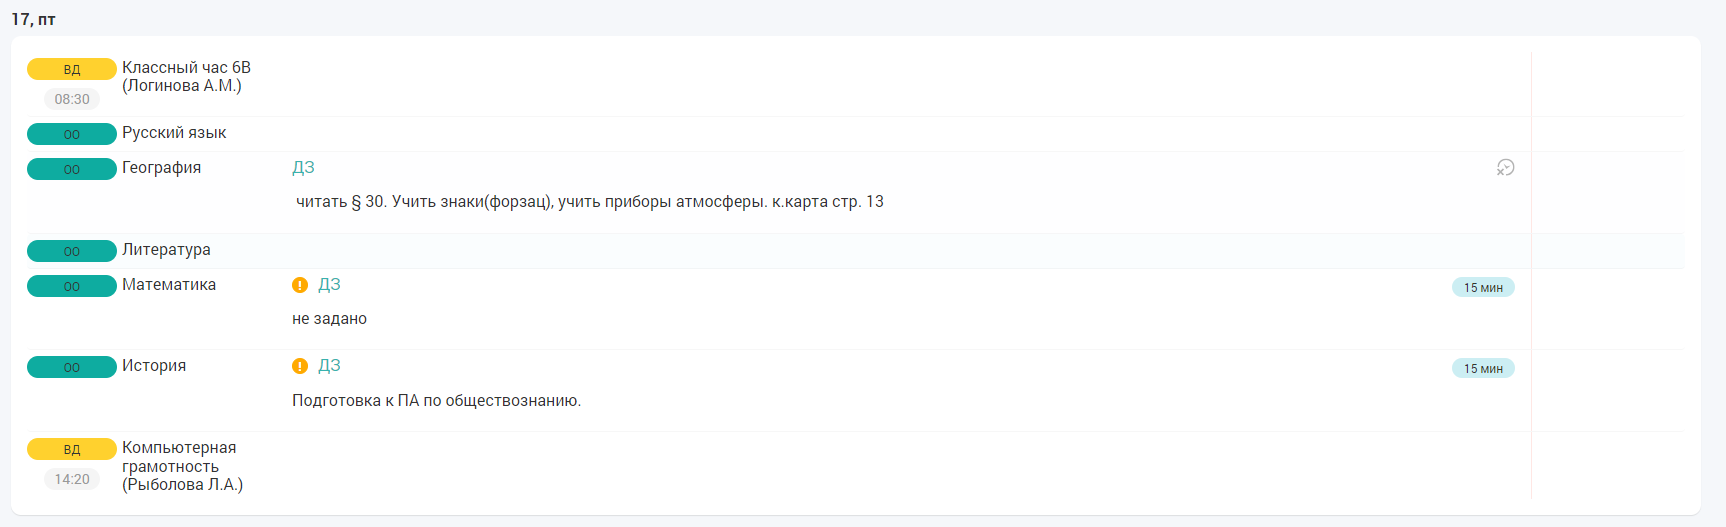 17, пт
ВД
Классный час 6В
(Логинова А.М.)
08:30
ОО
Русский язык
ОО
География
ДЗ
читать § 30. Учить знаки(форзац), учить приборы атмосферы. к.карта стр. 13
ОО
Литература
ОО
Математика
ДЗ
15 мин
не задано
ОО
История
ДЗ
15 мин
Подготовка к ПА по обществознанию.
ВД
Компьютерная
грамотность
(Рыболова Л.А.)
14:20